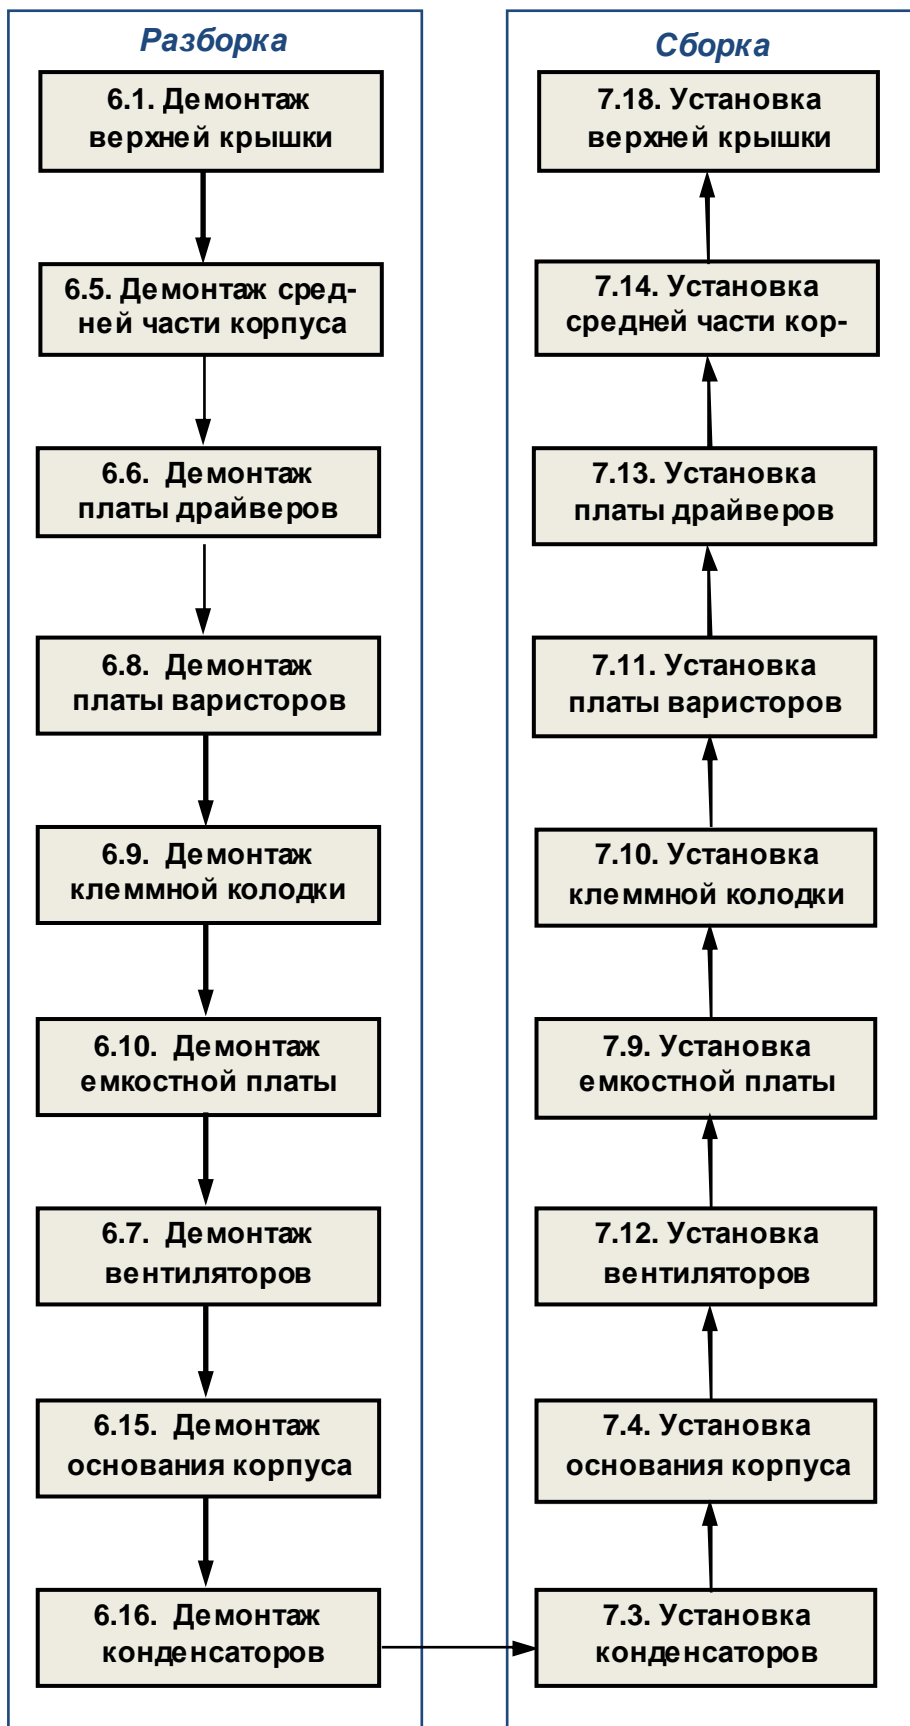 Разборка
6.1. Демонтаж
верхней крышки
6.5. Демонтаж сред-
ней части корпуса
6.6. Демонтаж
платы драйверов
6.8. Демонтаж
платы варисторов
6.9. Демонтаж
клеммной колодки
6.10. Демонтаж
емкостной платы
6.7. Демонтаж
вентиляторов
6.15. Демонтаж
основания корпуса
6.16. Демонтаж
конденсаторов
Сборка
7.18. Установка
верхней крышки
7.14. Установка
средней части кор-
7.13. Установка
платы драйверов
7.11. Установка
платы варисторов
7.10. Установка
клеммной колодки
7.9. Установка
емкостной платы
7.12. Установка
вентиляторов
7.4. Установка
основания корпуса
7.3. Установка
конденсаторов